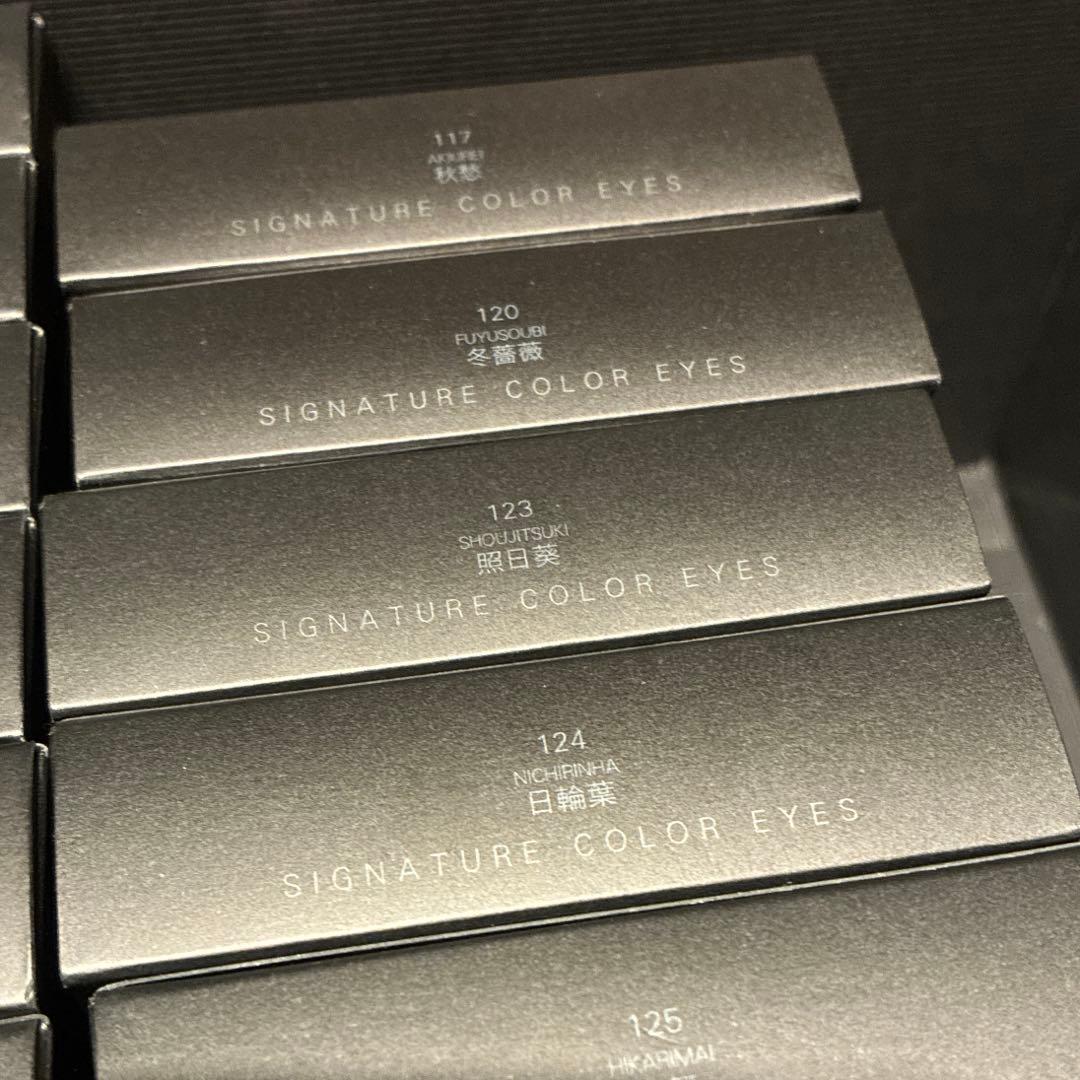 117
秋愁
SIGNATURE COLOR EYES
120
FUYUSOUBI
冬薔薇
SIGNATURE COLOR EYES
123
SHOUJITSUKI
照日葵
SIGNATURE COLOR EYES
124
NICHIRINHA
日輪葉
SIGNATURE COLOR EYES
125
HIKARIMAI